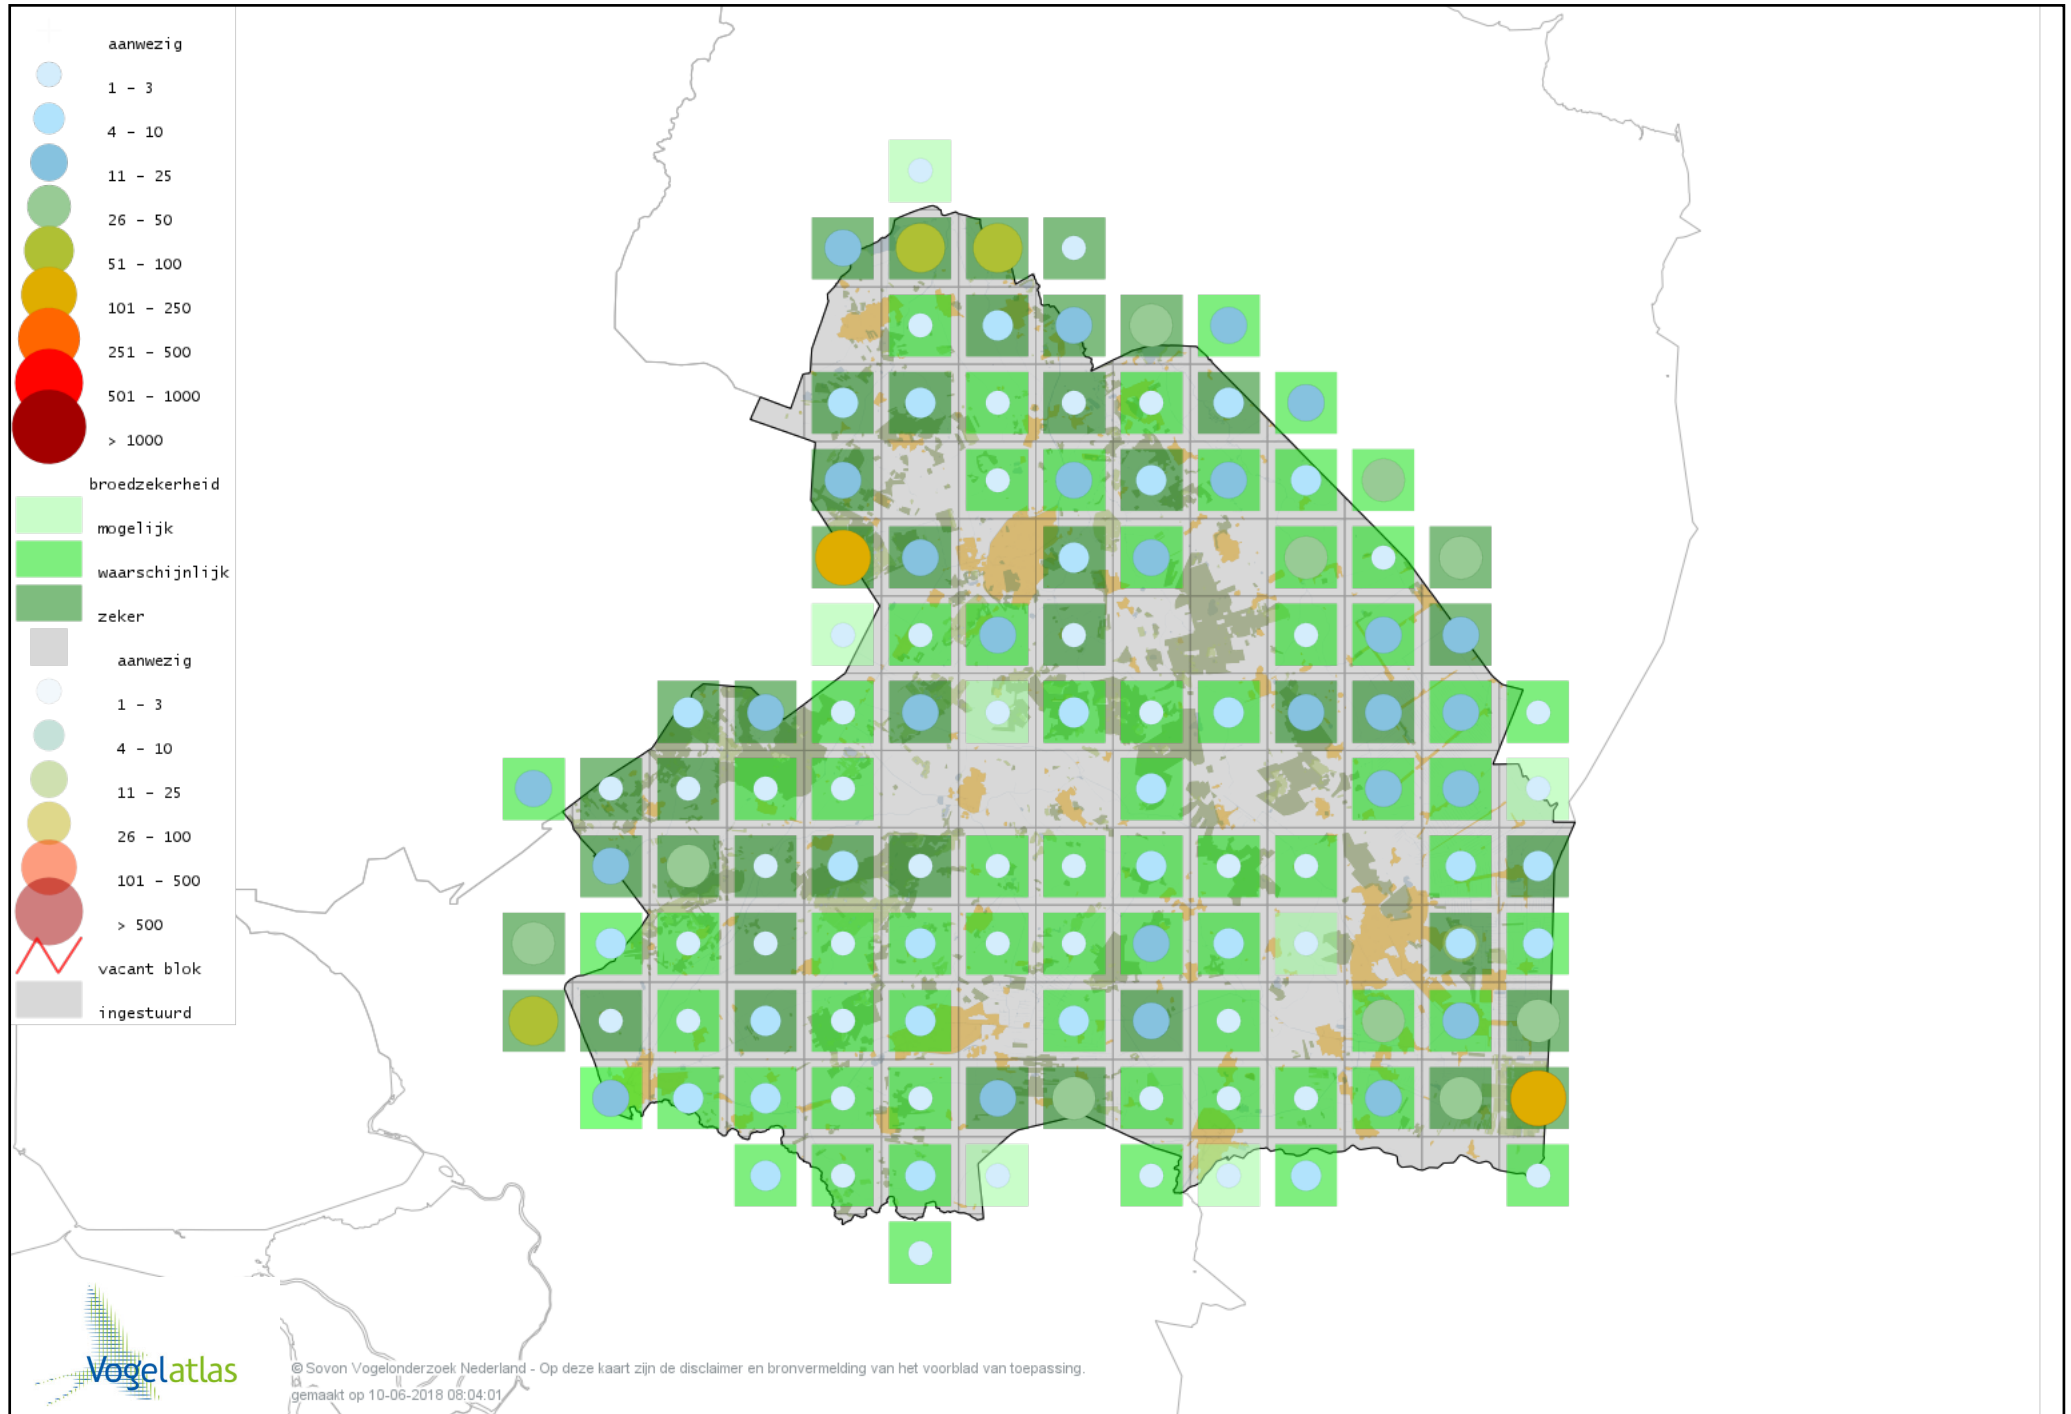 aanwezig
1 - 3
4 - 10
11 - 25
26 - 50
51 - 100
101 - 250
251 - 500
501 - 1000
> 1000
broedzekerheid
mogelijk
waarschijnlijk
zeker
aanwezig
1 - 3
4 - 10
11 - 25
26 - 100
101 - 500
> 500
vacant blok
ingestuurd
Vogelatlas
© Sovon Vogelonderzoek Nederland - Op deze kaart zijn de disclaimer en bronvermelding van het voorblad van toepassing.
gemaakt op 10-06-2018 08:04:01